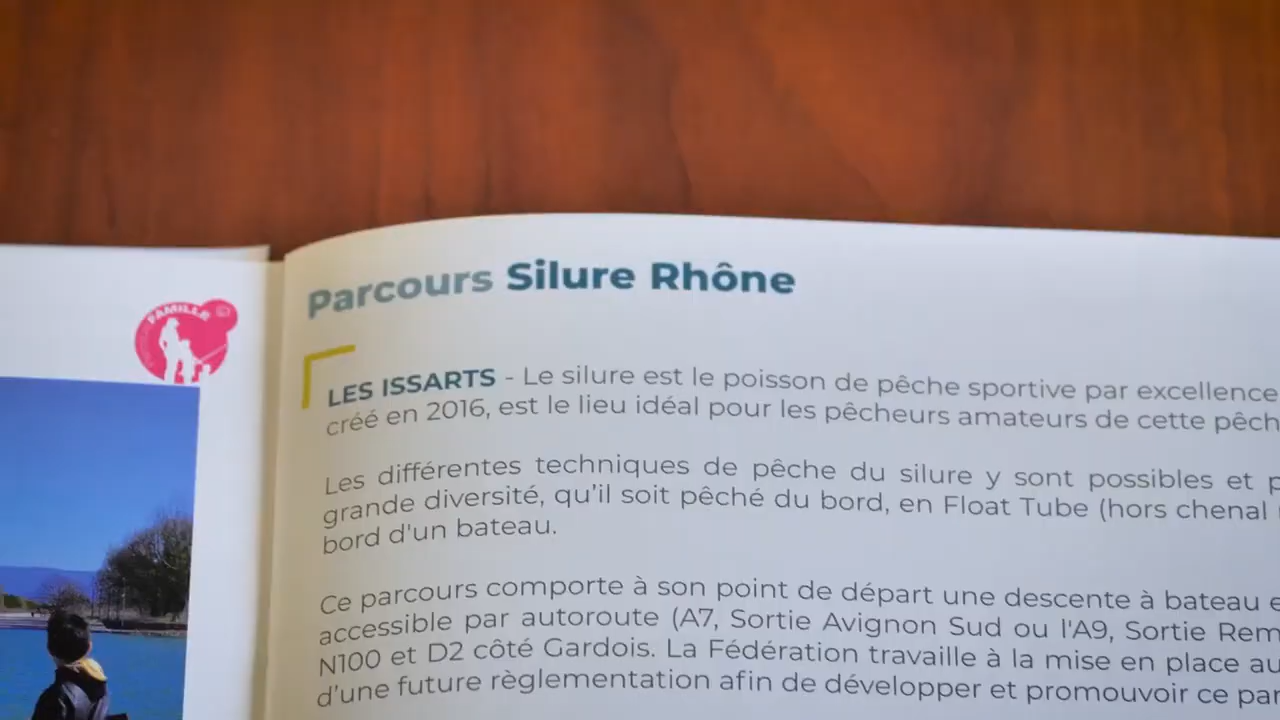 FAMILLE ©
Parcours Silure Rhône
LES ISSARTS - Le silure est le poisson de pêche sportive par excellence
créé en 2016, est le lieu idéal pour les pêcheurs amateurs de cette
Les différentes techniques de pêche du silure y sont possibles et
grande diversité, qu'il soit pêché du bord, en Float Tube (hors chenal
bord d'un bateau.
Ce parcours comporte à son point de départ une descente à bateau
accessible par autoroute (A7, Sortie Avignon Sud ou l'A9, Sortie
N100 et D2 côté Gardois. La Fédération travaille à la mise en place
d'une future règlementation afin de développer et promouvoir ce